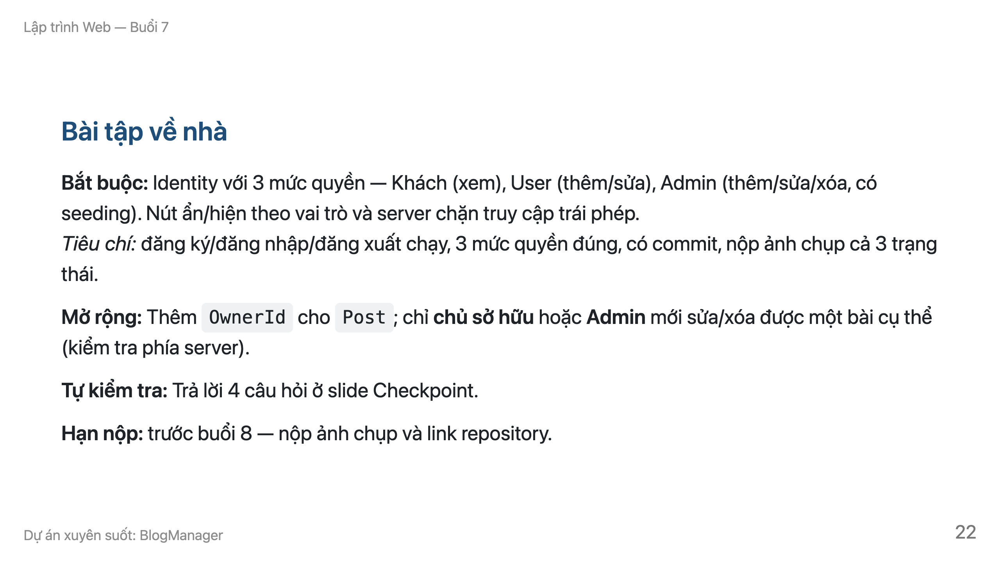 Lập trình Web — Buổi 7
Bài tập về nhà
Bắt buộc: Identity với 3 mức quyền — Khách (xem), User (thêm/sửa), Admin (thêm/sửa/xóa, có
seeding). Nút ẩn/hiện theo vai trò và server chặn truy cập trái phép.
Tiêu chí: đăng ký/đăng nhập/đăng xuất chạy, 3 mức quyền đúng, có commit, nộp ảnh chụp cả 3 trạng
thái.
Mở rộng: Thêm OwnerId cho Post; chỉ chủ sở hữu hoặc Admin mới sửa/xóa được một bài cụ thể
(kiểm tra phía server).
Tự kiểm tra: Trả lời 4 câu hỏi ở slide Checkpoint.
Hạn nộp: trước buổi 8 — nộp ảnh chụp và link repository.
Dự án xuyên suốt: BlogManager
22